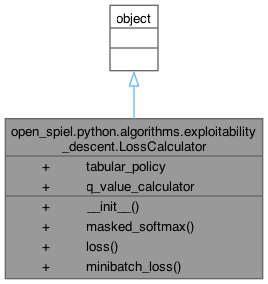 object
open_spiel.python.algorithms.exploitability
_descent.LossCalculator
+ tabular_policy
+ q_value_calculator
+ __init__()
+ masked_softmax()
+ loss()
+ minibatch_loss()